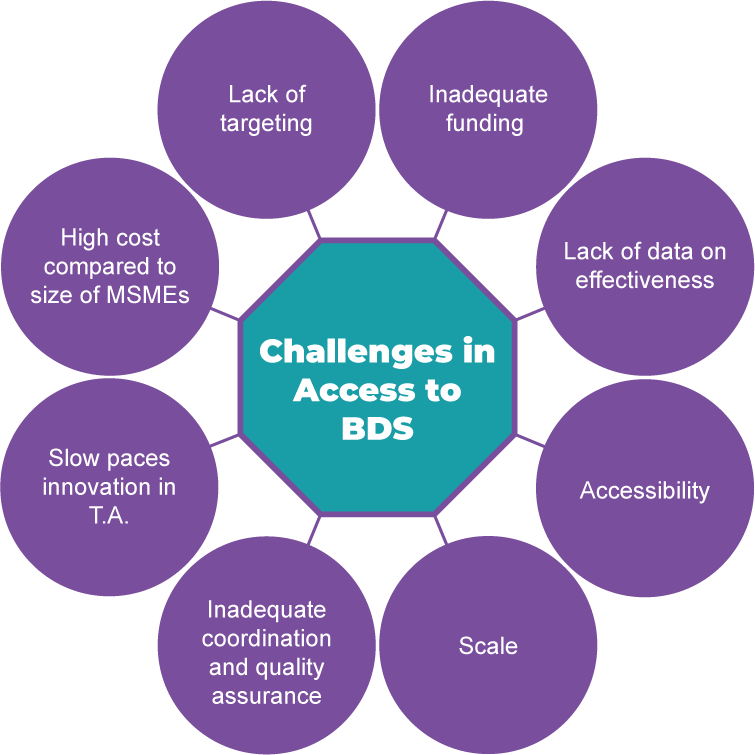 Lack of
targeting
Inadequate
funding
High cost
compared to
size of MSMEs
Lack of data on
effectiveness
Challenges in
Access to
BDS
Slow paces
innovation in
T.A.
Accessibility
Inadequate
coordination
and quality
assurance
Scale